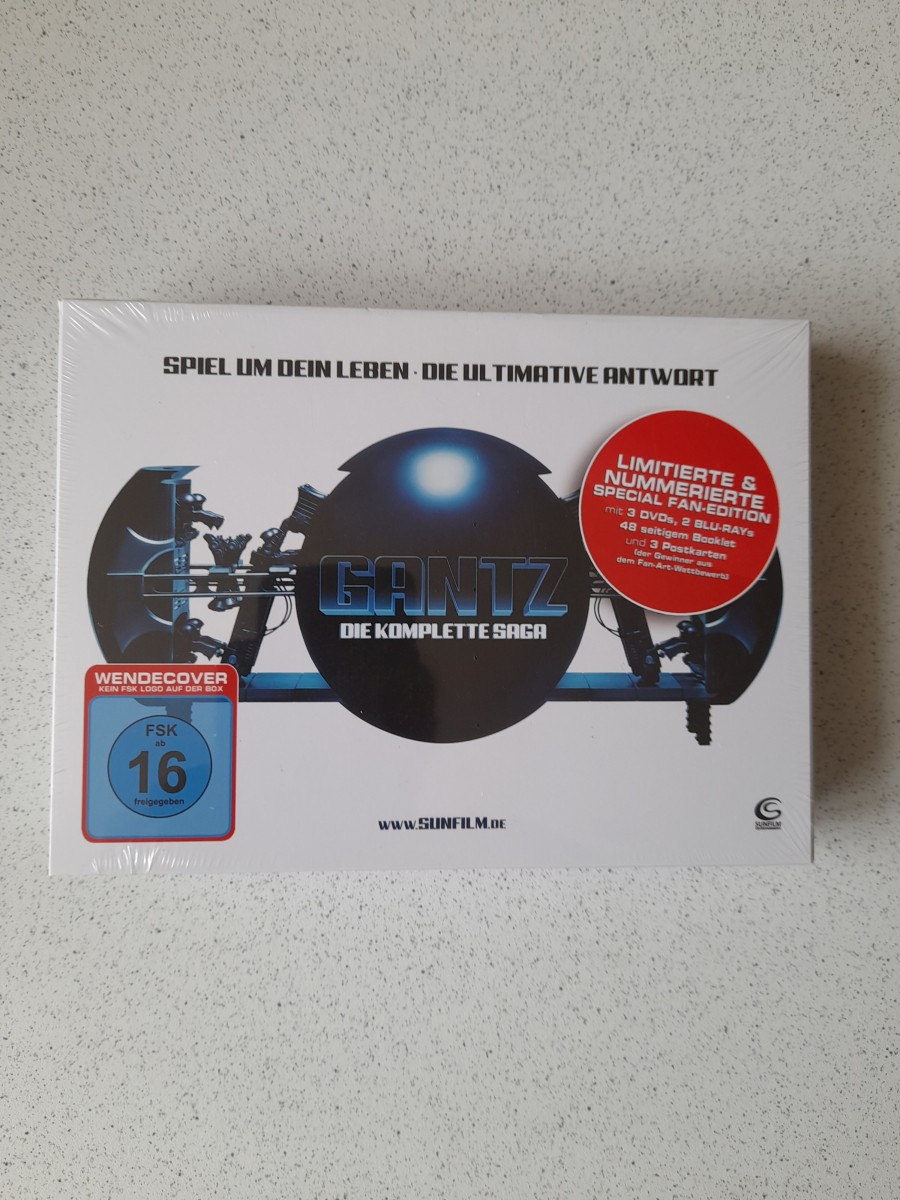 SPIEL UM DEIN LEBEN · DIE ULTIMATIVE ANTWORT
LIMITIERTE &
NUMMERIERTE
SPECIAL FAN-EDITION
mit 3 DVDs, 2 BLU-RAYs
48 seitigem Booklet
und 3 Postkarten
(der Gewinner aus
dem Fan-Art-Wettbewerb)
GANTZ
DIE KOMPLETTE SAGA
WENDECOVER
KEIN FSK LOGO AUF DER BOX
FSK
ab
16
freigegeben
WWW.SUNFILM.DE
SUNFILM
ENTERTAINMENT